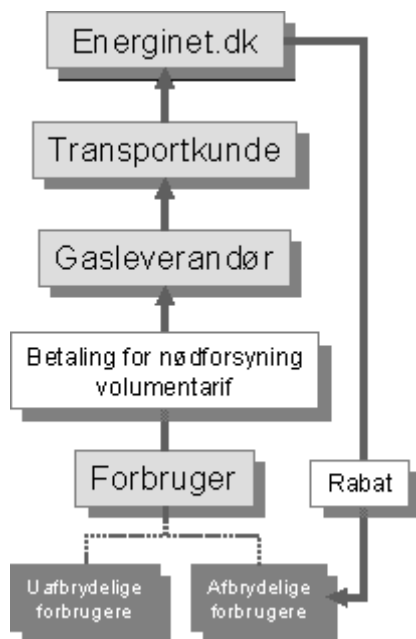 Energinet.dk
Transportkunde
Gasleverandør
Betaling for nødforsyning
volumentarif
Forbruger
Rabat
Uafbrydelige
forbrugere
Afbrydelige
forbrugere